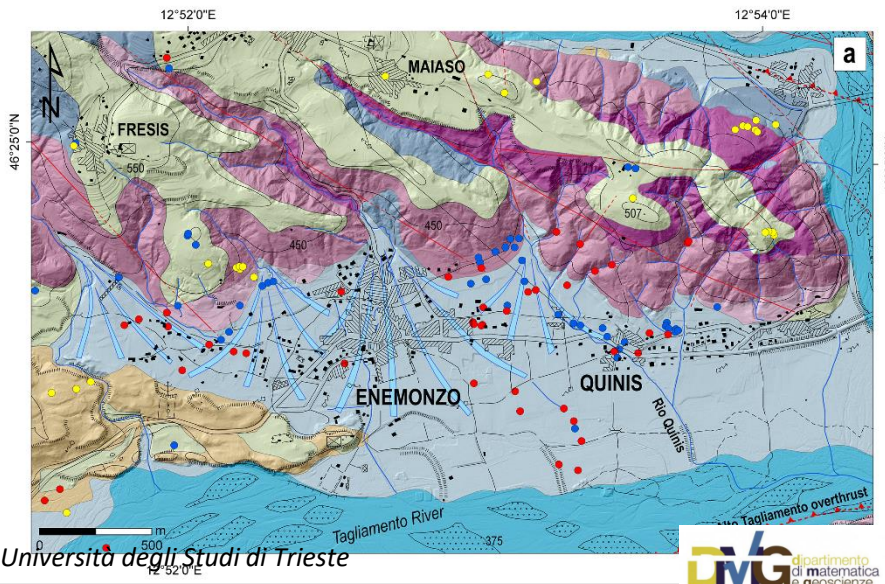 12°52'0"E
12°54'0"E
a
N
MAIASO
FRESIS
46°25'0"N
550
507
450
450
ENEMONZO
QUINIS
Rio Quinis
Tagliamento River
Alto Tagliamento overthrust
375
0
500
m
Università degli Studi di Trieste
12°52'0"E
DMG
dipartimento
di matematica
e geoscienze